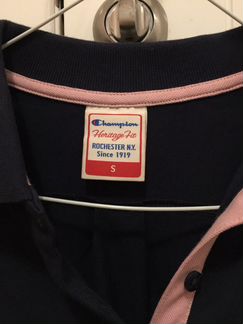 Champion
Heritage Fit
ROCHESTER N.Y.
Since 1919
S